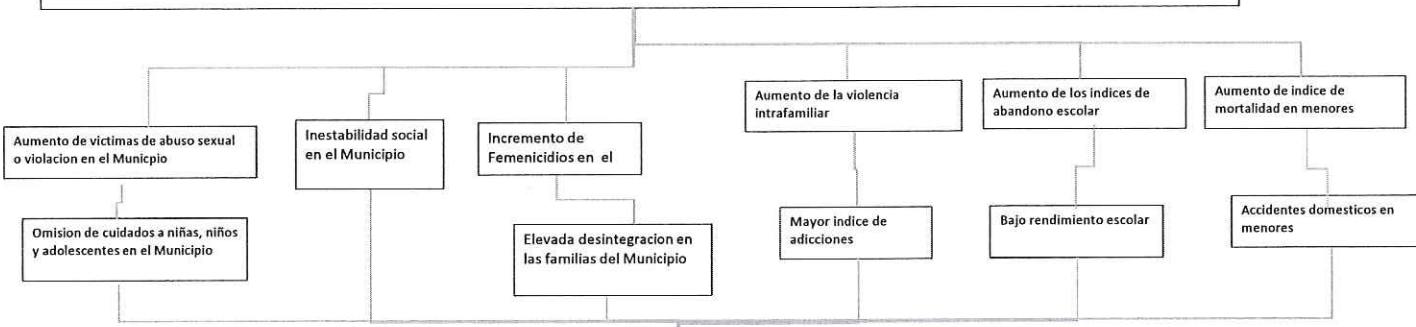 Aumento de victimas de abuso sexual
o violacion en el Municpio
Inestabilidad social
en el Municipio
Incremento de
Femenicidios en  el
Aumento de la violencia
intrafamiliar
Aumento de los indices de
abandono escolar
Aumento de indice de
mortalidad en menores
Omision de cuidados a niñas, niños
y adolescentes en el Municipio
Elevada desintegracion en
las familias del Municipio
Mayor indice de
adicciones
Bajo rendimiento escolar
Accidentes domesticos en
menores